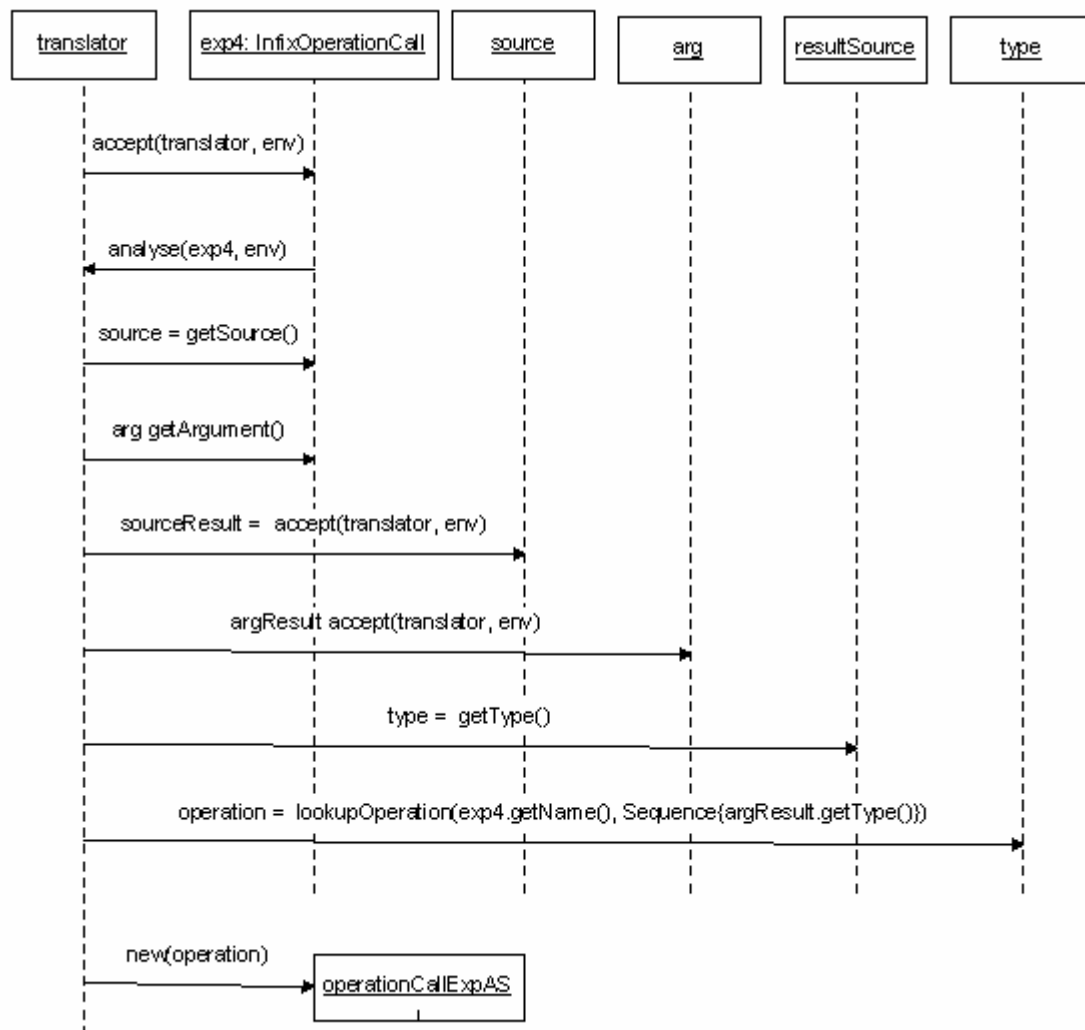 translator
exp4: InfixOperationCall
source
arg
resultSource
type
accept(translator, env)
analyse(exp4, env)
source = getSource()
arg getArgument()
sourceResult = accept(translator, env)
argResult accept(translator, env)
type = getType()
operation = lookupOperation(exp4.getName(), Sequence{argResult.getType()})
new(operation)
operationCallExpAS